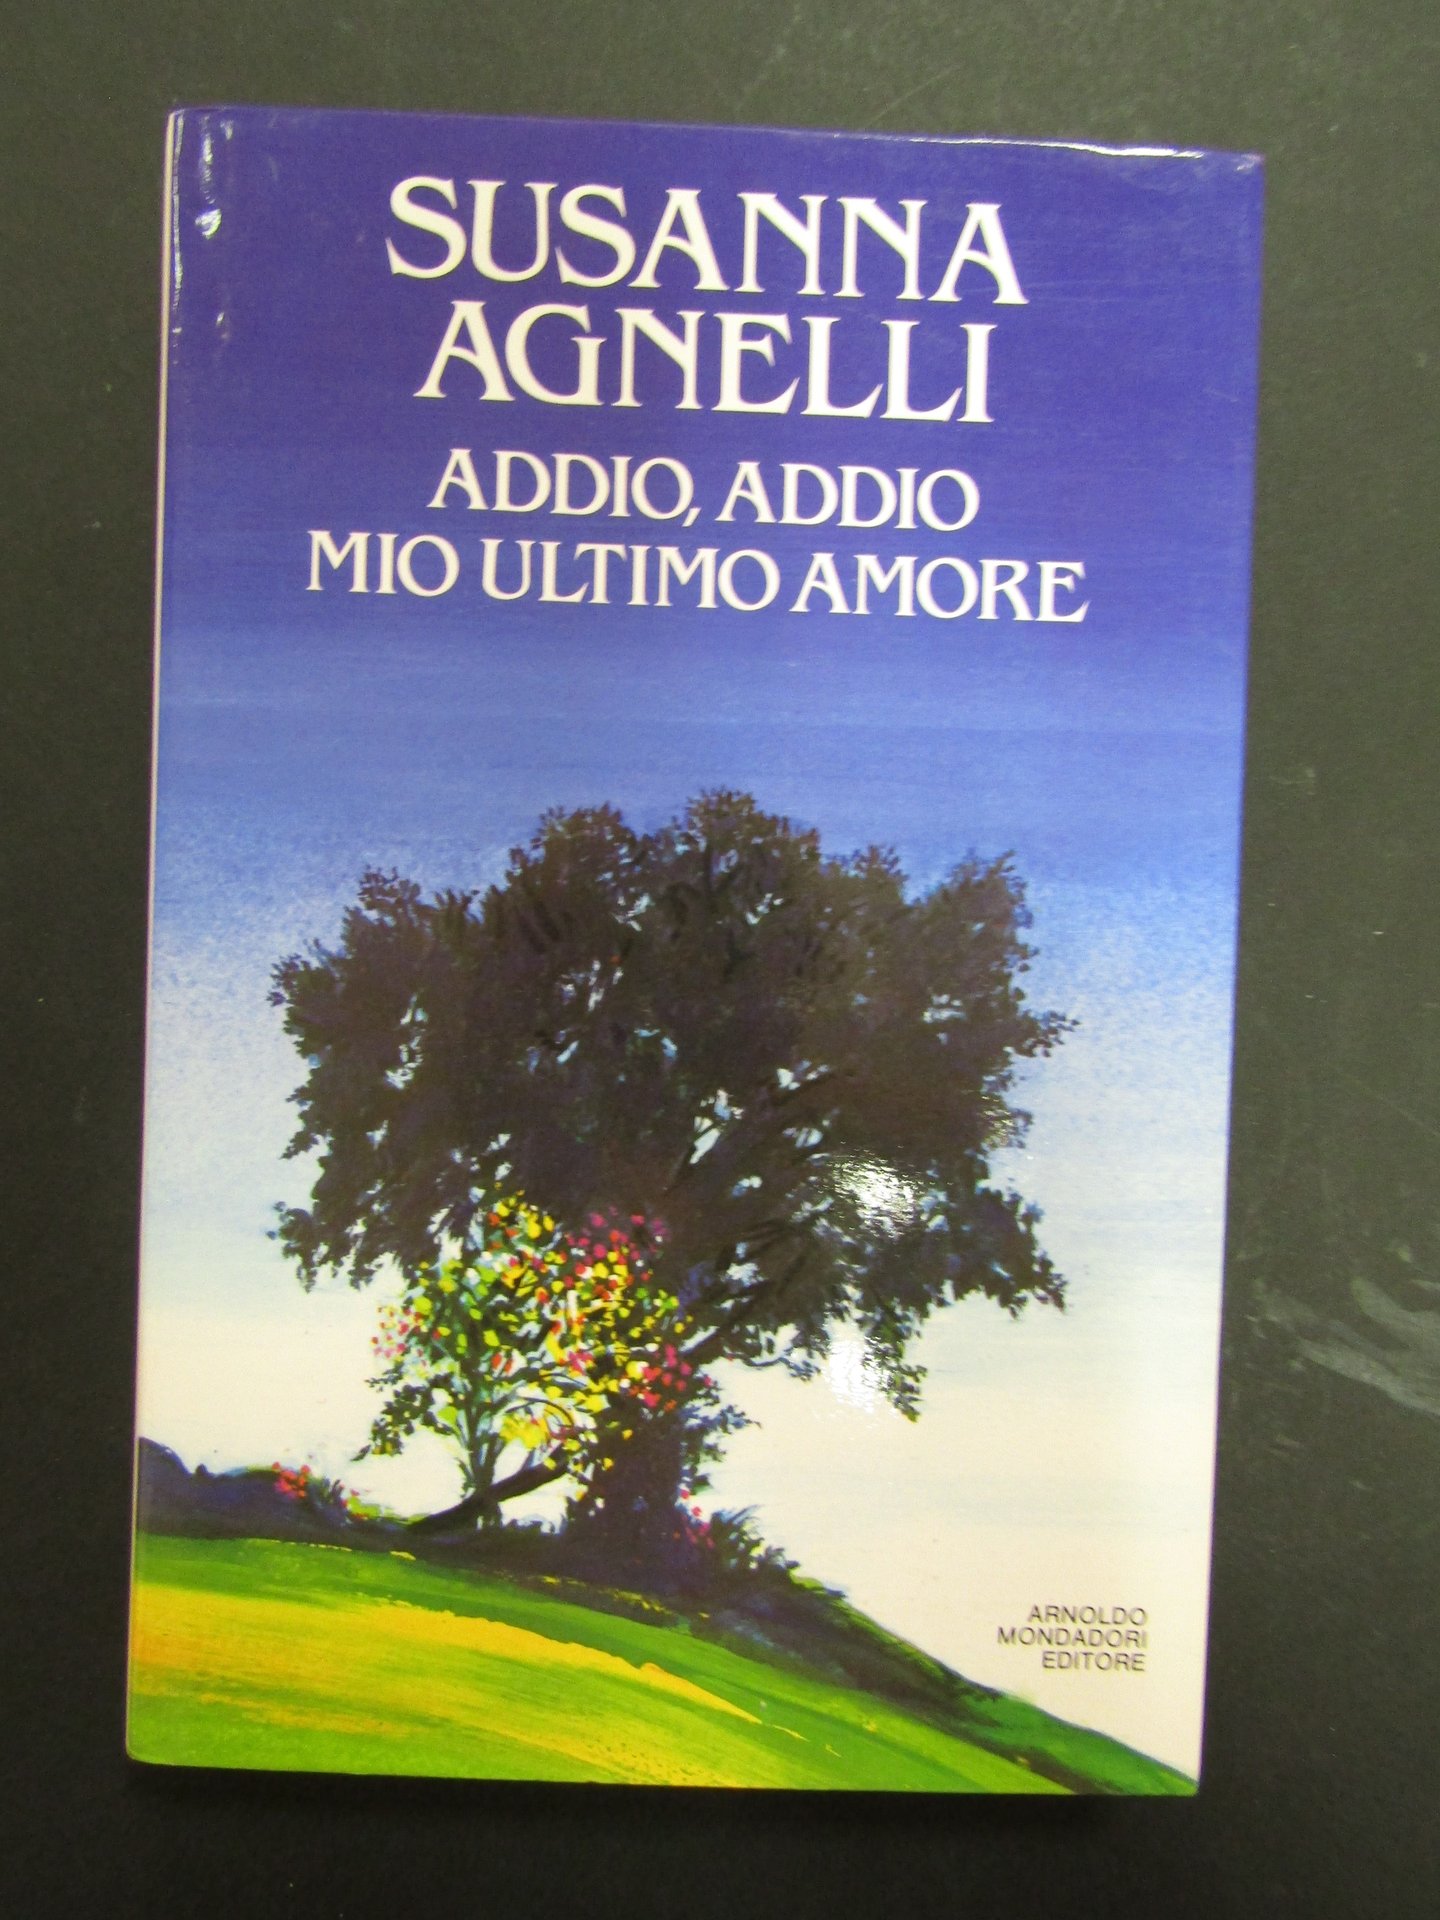 SUSANNA
AGNELLI
ADDIO, ADDIO
MIO ULTIMO AMORE
ARNOLDO
MONDADORI
EDITORE